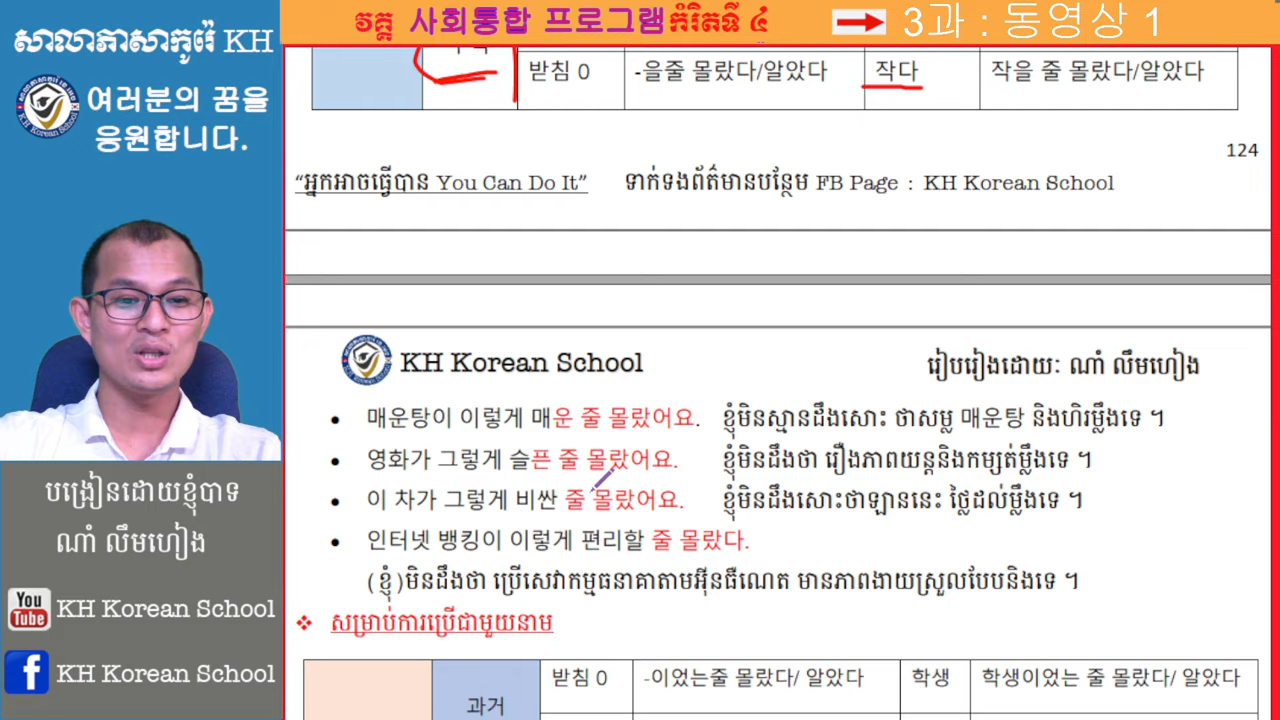 សាលាភាសាកូរ៉េ KH
វគ្គ 사회통합 프로그램កំរិតទី ៤
3과 : 동영상 1
여러분의 꿈을
응원합니다.
받침 O -을줄 몰랐다/알았다 작다 작을 줄 몰랐다/알았다
124
“អ្នកអាចធ្វើបាន You Can Do It” ទាក់ទងព័ត៌មានបន្ថែម FB Page : KH Korean School
KH Korean School រៀបរៀងដោយ: ណាំ លឹមហៀង
• 매운탕이 이렇게 매운 줄 몰랐어요. ខ្ញុំមិនស្មានដឹងសោះ ថាសម្ល 매운탕 និងហិរម្លឹងទេ ។
• 영화가 그렇게 슬픈 줄 몰랐어요. ខ្ញុំមិនដឹងថា រឿងភាពយន្តនិងកម្សត់ម្លឹងទេ ។
• 이 차가 그렇게 비싼 줄 몰랐어요. ខ្ញុំមិនដឹងសោះថាឡាននេះ ថ្លៃដល់ម្លឹងទេ ។
• 인터넷 뱅킹이 이렇게 편리할 줄 몰랐다.
(ខ្ញុំ)មិនដឹងថា ប្រើសេវាកម្មធនាគាតាមអ៊ីនធឺណេត មានភាពងាយស្រួលបែបនិងទេ ។
❖ សម្រាប់ការប្រើជាមួយនាម
과거 받침 O -이었는줄 몰랐다/ 알았다 학생 학생이었는 줄 몰랐다/ 알았다
បង្រៀនដោយខ្ញុំបាទ
ណាំ លឹមហៀង
You Tube KH Korean School
KH Korean School